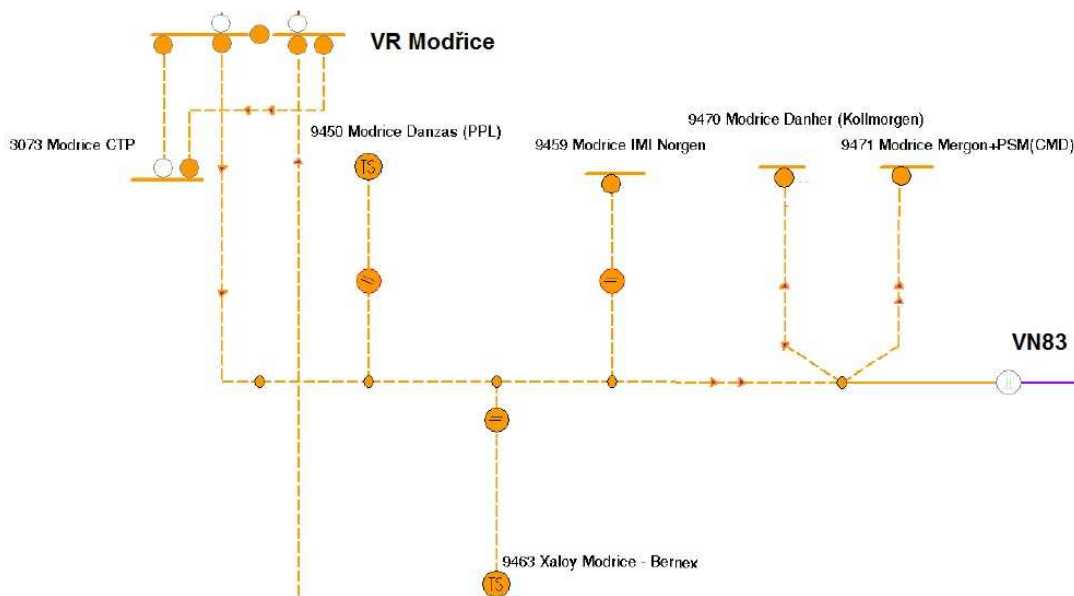 VR Modřice
3073 Modrice CTP
9450 Modrice Danzas (PPL)
9459 Modrice IMI Norgen
9470 Modrice Danher (Kollmorgen)
9471 Modrice Mergon+PSM(CMD)
TS
VN83
9463 Xaloy Modrice - Bernex
TS